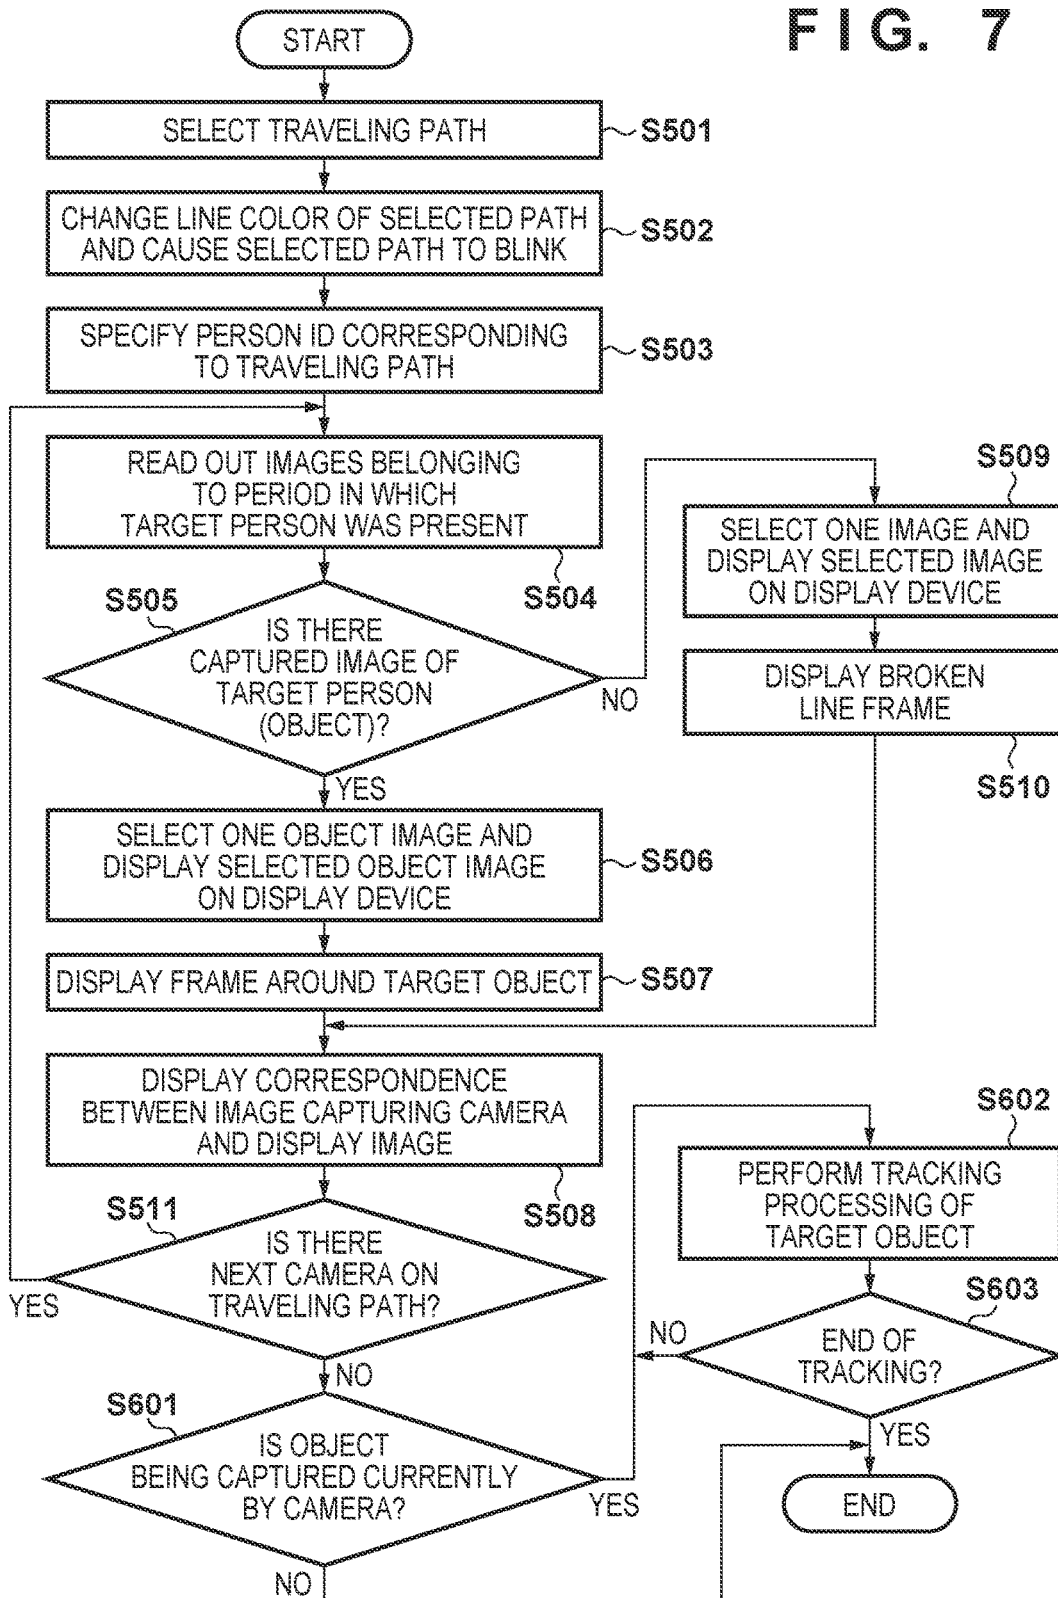 FIG. 7
START
SELECT TRAVELING PATH
S501
CHANGE LINE COLOR OF SELECTED PATH
AND CAUSE SELECTED PATH TO BLINK
S502
SPECIFY PERSON ID CORRESPONDING
TO TRAVELING PATH
S503
READ OUT IMAGES BELONGING
TO PERIOD IN WHICH
TARGET PERSON WAS PRESENT
S504
S505
IS THERE
CAPTURED IMAGE OF
TARGET PERSON
(OBJECT)?
NO
YES
S509
SELECT ONE IMAGE AND
DISPLAY SELECTED IMAGE
ON DISPLAY DEVICE
DISPLAY BROKEN
LINE FRAME
S510
SELECT ONE OBJECT IMAGE AND
DISPLAY SELECTED OBJECT IMAGE
ON DISPLAY DEVICE
S506
DISPLAY FRAME AROUND TARGET OBJECT
S507
DISPLAY CORRESPONDENCE
BETWEEN IMAGE CAPTURING CAMERA
AND DISPLAY IMAGE
S508
S511
IS THERE
NEXT CAMERA ON
TRAVELING PATH?
YES
NO
S601
IS OBJECT
BEING CAPTURED CURRENTLY
BY CAMERA?
YES
NO
S602
PERFORM TRACKING
PROCESSING OF
TARGET OBJECT
S603
END OF
TRACKING?
NO
YES
END